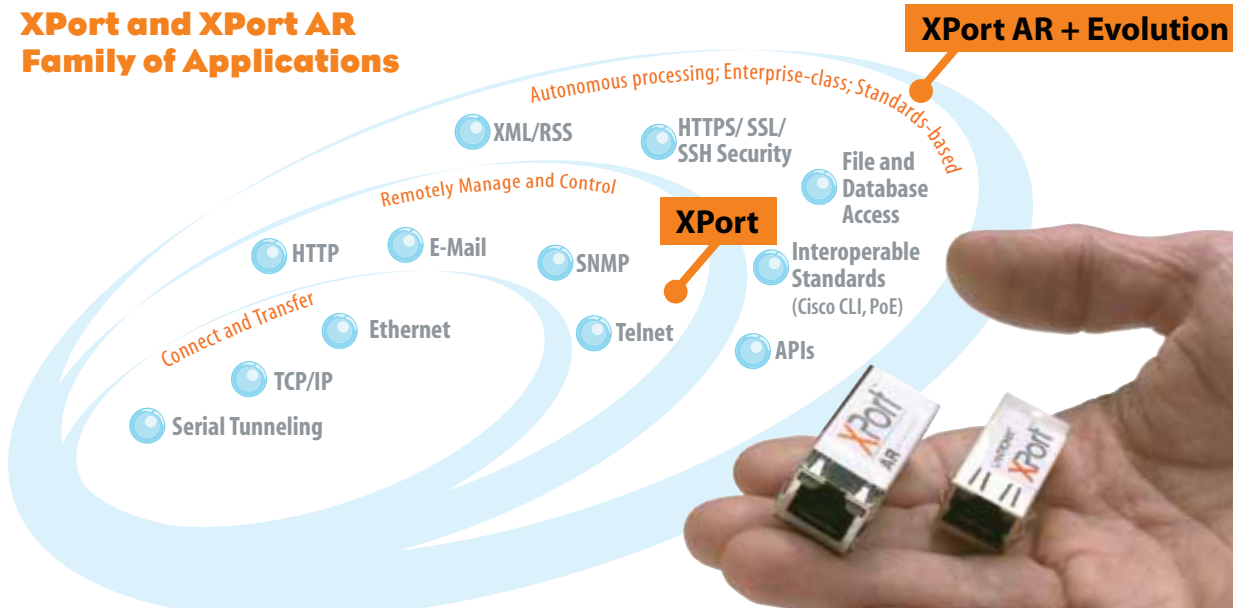 XPort and XPort AR
Family of Applications
XPort AR + Evolution
Autonomous processing; Enterprise-class; Standards-based
XML/RSS
HTTPS/ SSL/
SSH Security
File and
Database
Access
Remotely Manage and Control
XPort
HTTP
E-Mail
SNMP
Interoperable
Standards
(Cisco CLI, PoE)
Connect and Transfer
Ethernet
Telnet
APIs
TCP/IP
Serial Tunneling
XPort
AR
LANTRONIX
XPort